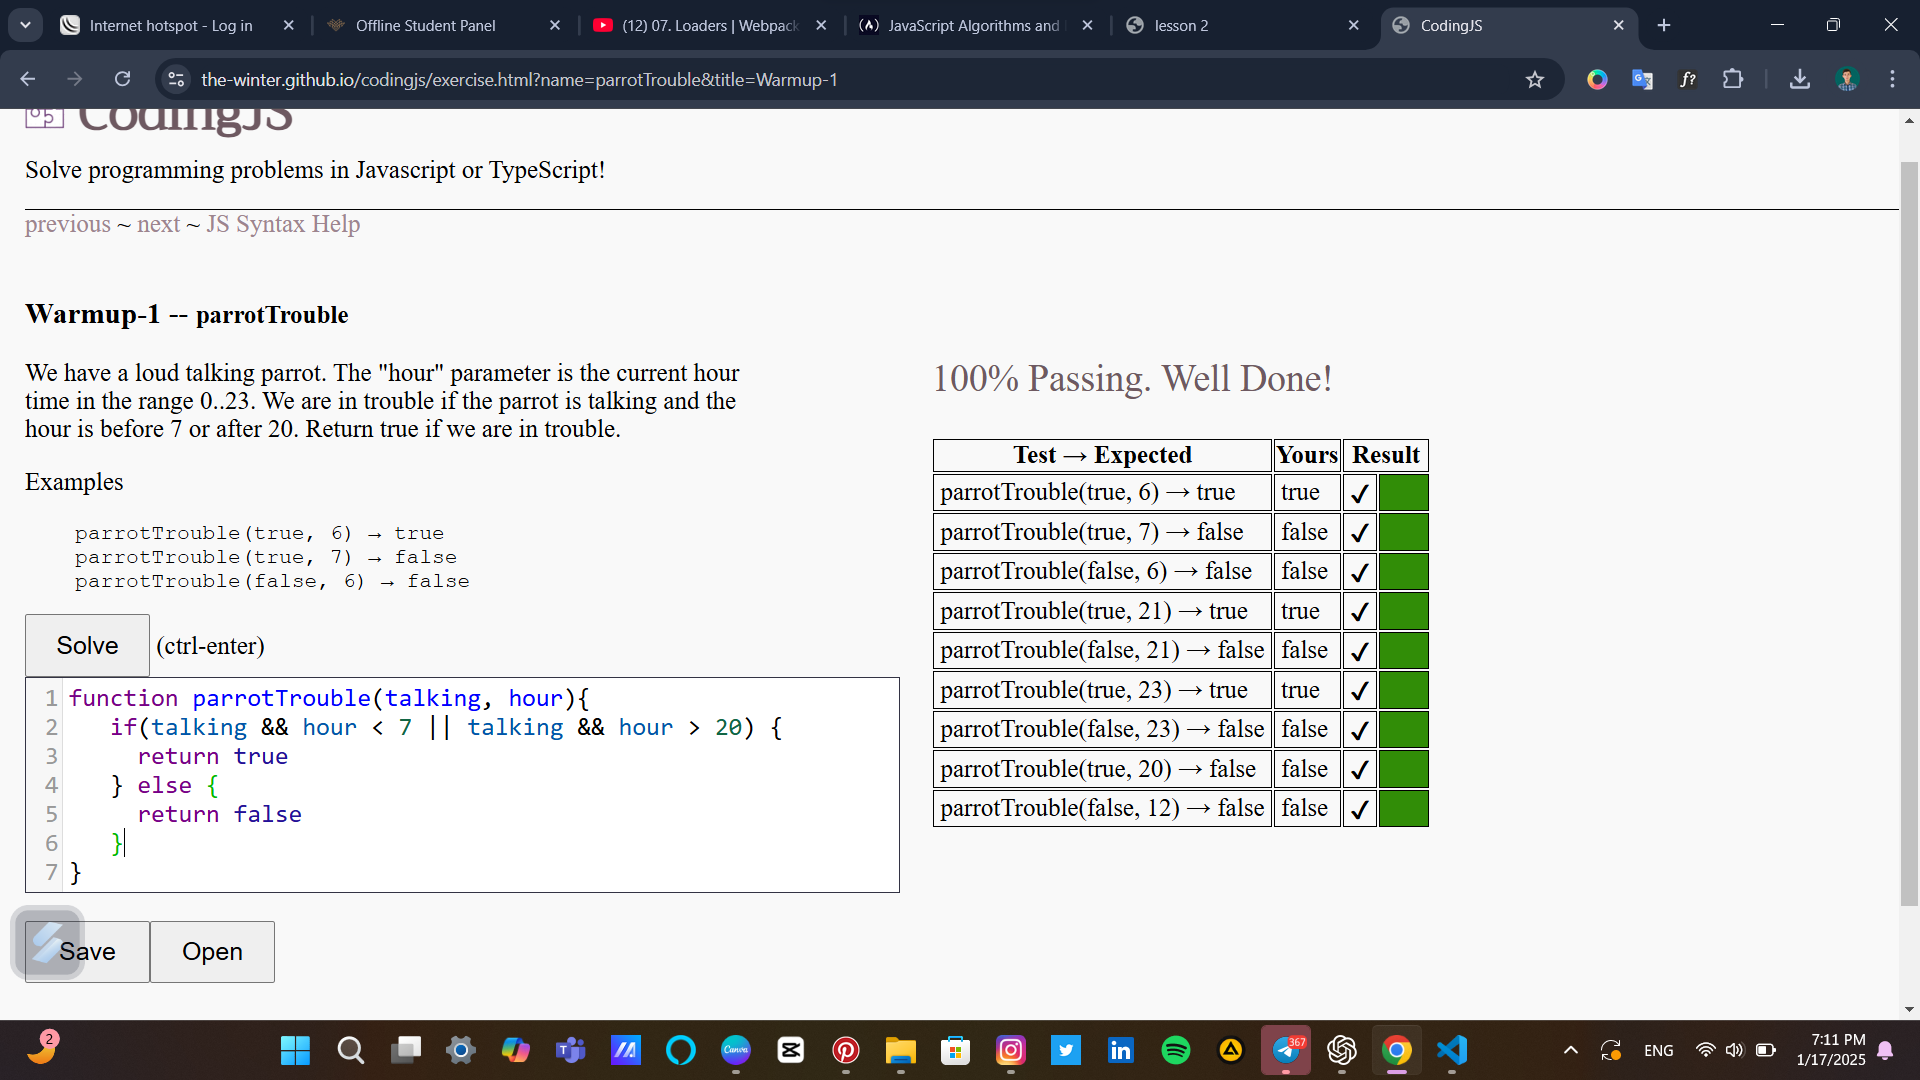 Internet hotspot - Log in
Offline Student Panel
(12) 07. Loaders | Webpack
JavaScript Algorithms and
lesson 2
CodingJS
the-winter.github.io/codingjs/exercise.html?name=parrotTrouble&title=Warmup-1
CodingJS
Solve programming problems in Javascript or TypeScript!
previous ~ next ~ JS Syntax Help
Warmup-1 -- parrotTrouble
We have a loud talking parrot. The "hour" parameter is the current hour
time in the range 0..23. We are in trouble if the parrot is talking and the
hour is before 7 or after 20. Return true if we are in trouble.
Examples
parrotTrouble(true, 6) → true
parrotTrouble(true, 7) → false
parrotTrouble(false, 6) → false
Solve (ctrl-enter)
1 function parrotTrouble(talking, hour){
2 if(talking && hour < 7 || talking && hour > 20) {
3 return true
4 } else {
5 return false
6 }
7 }
Save Open
100% Passing. Well Done!
Test → Expected Yours Result
parrotTrouble(true, 6) → true true ✓
parrotTrouble(true, 7) → false false ✓
parrotTrouble(false, 6) → false false ✓
parrotTrouble(true, 21) → true true ✓
parrotTrouble(false, 21) → false false ✓
parrotTrouble(true, 23) → true true ✓
parrotTrouble(false, 23) → false false ✓
parrotTrouble(true, 20) → false false ✓
parrotTrouble(false, 12) → false false ✓
2
Canva
367
ENG
7:11 PM
1/17/2025